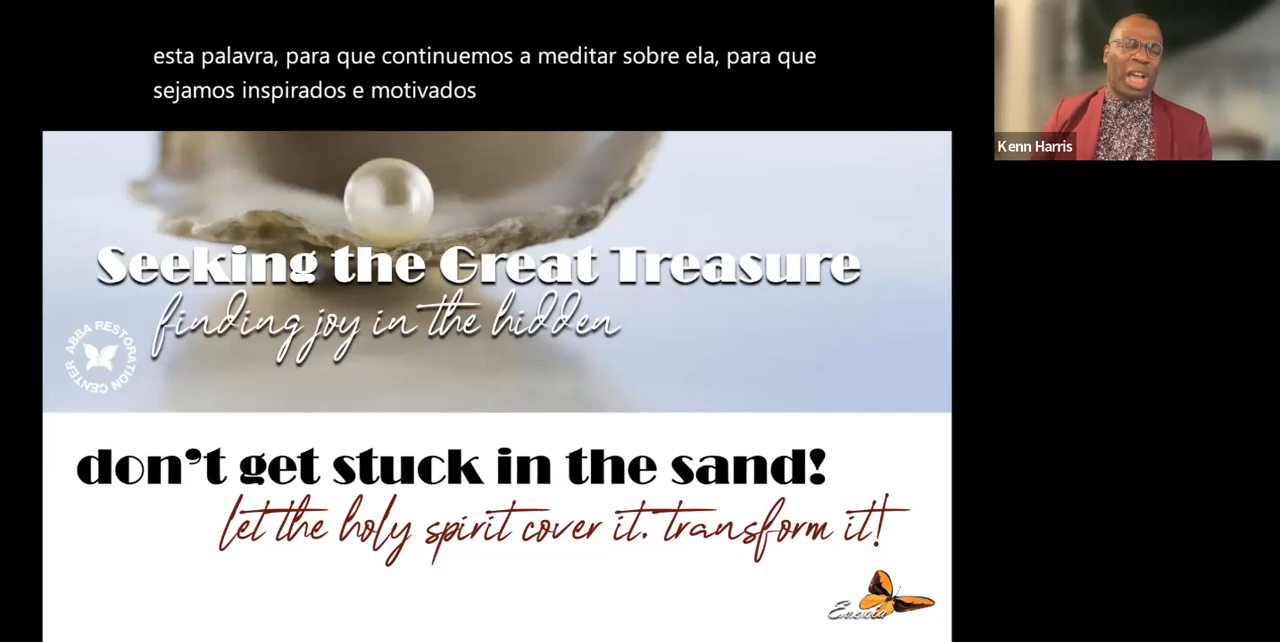 esta palavra, para que continuemos a meditar sobre ela, para que
sejamos inspirados e motivados
Kenn Harris
Seeking the Great Treasure
finding joy in the hidden
ABBA RESTORATION CENTER
don't get stuck in the sand!
let the holy spirit cover it. transform it!